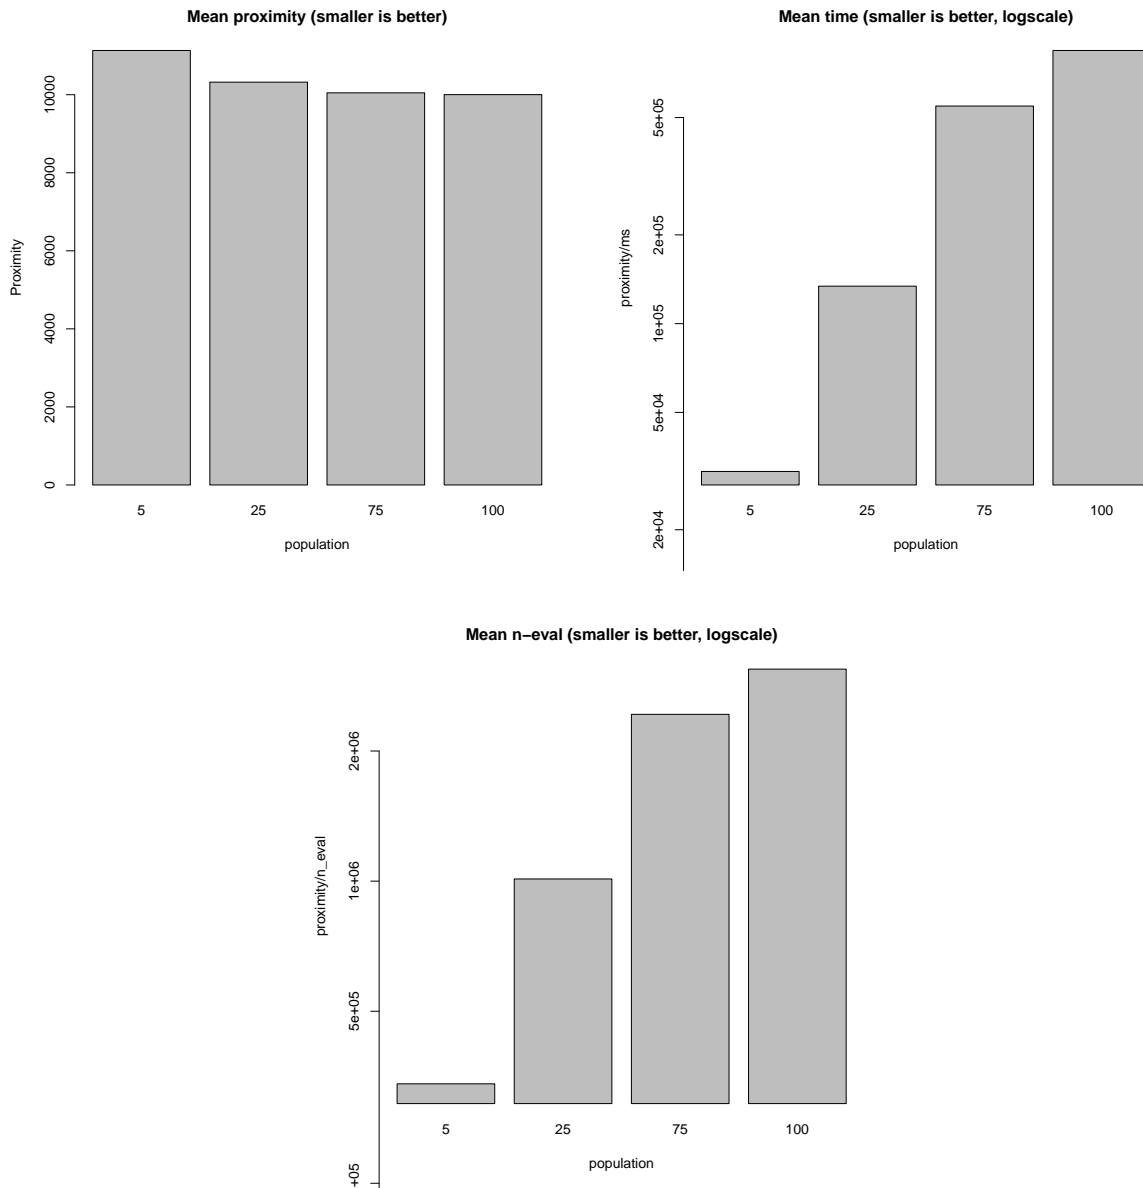 Mean proximity (smaller is better)
Proximity
10000
8000
6000
4000
2000
0
5 25 75 100
population
Mean time (smaller is better, logscale)
proximity/ms
5e+05
2e+05
1e+05
5e+04
2e+04
5 25 75 100
population
Mean n−eval (smaller is better, logscale)
proximity/n_eval
2e+06
1e+06
5e+05
+05
5 25 75 100
population